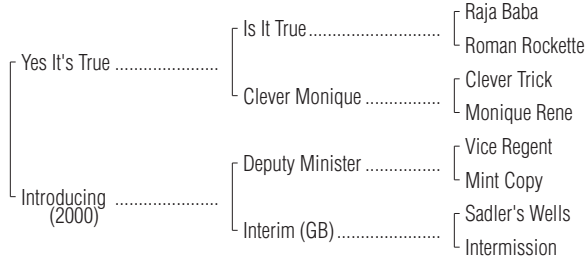 Raja Baba
Is It True
Roman Rockette
Yes It's True
Clever Trick
Clever Monique
Monique Rene
Vice Regent
Deputy Minister
Mint Copy
Introducing
(2000)
Sadler's Wells
Interim (GB)
Intermission